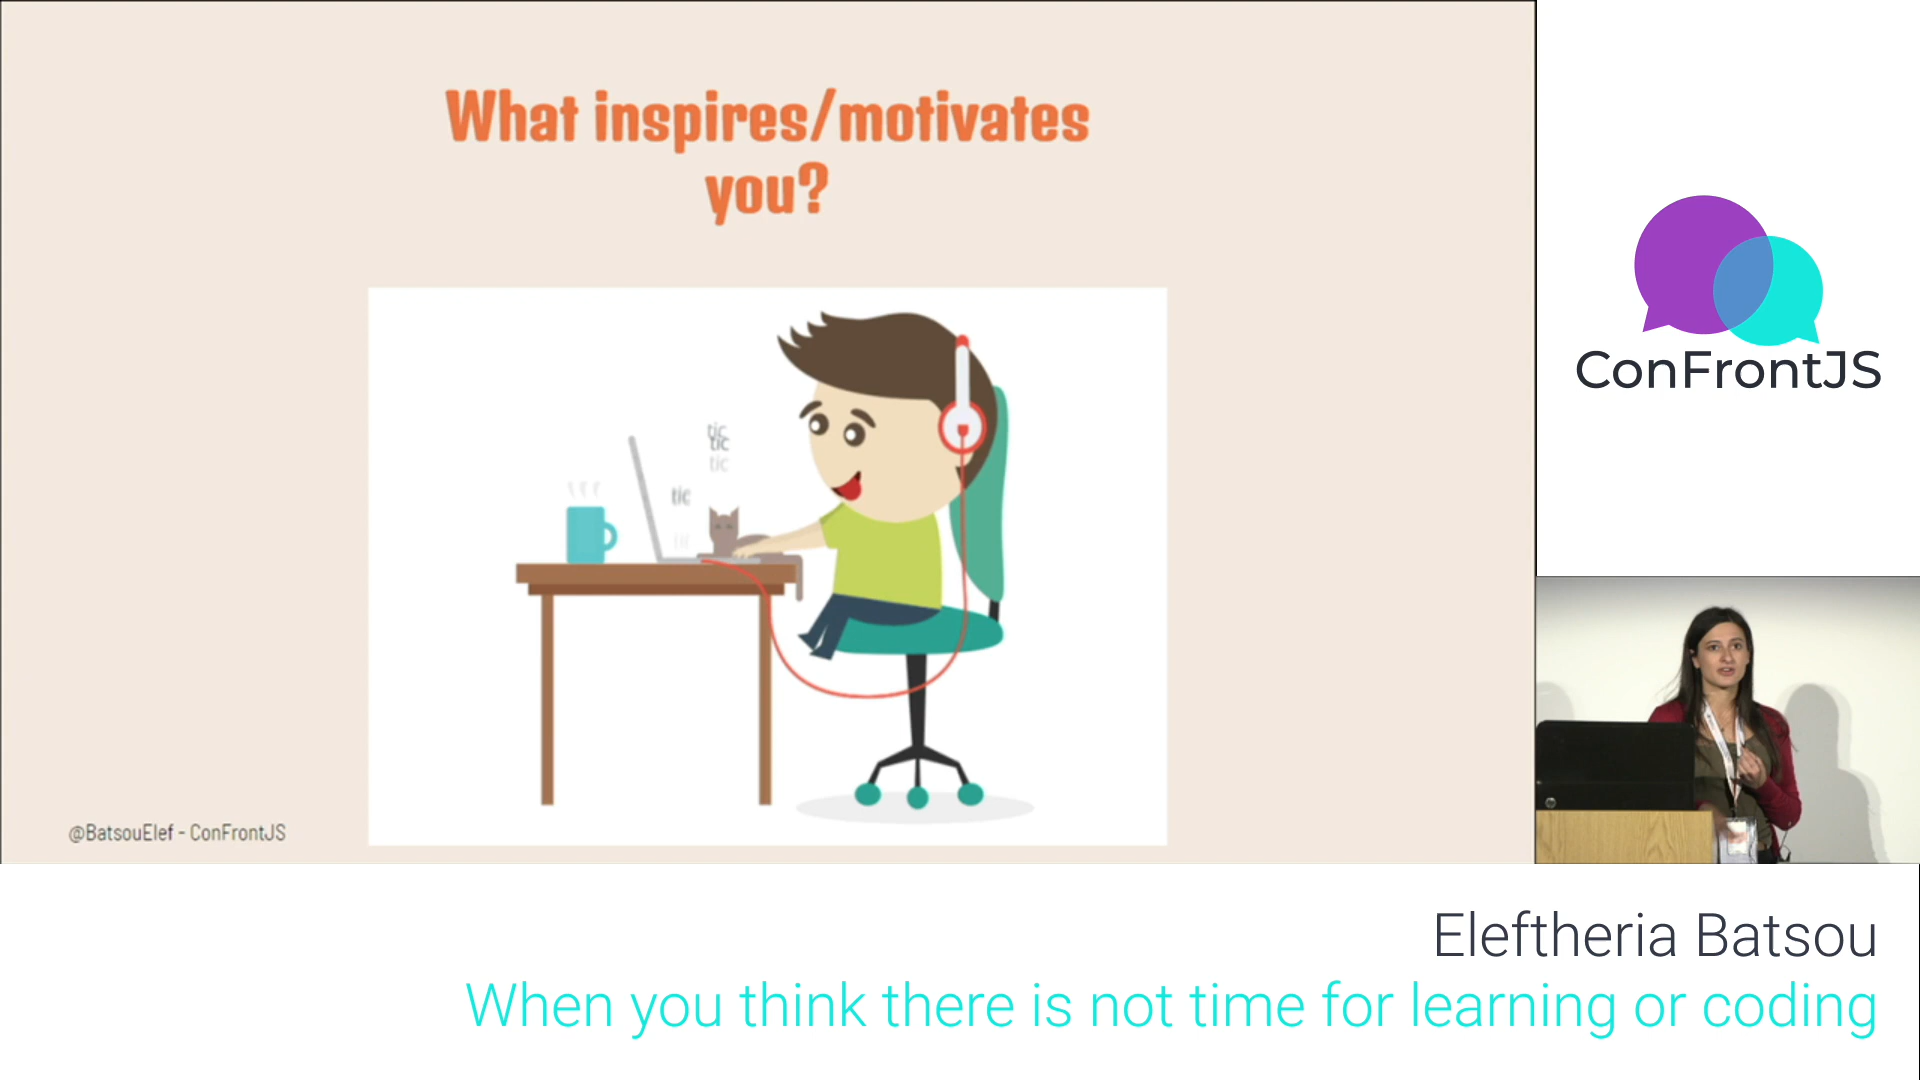 What inspires/motivates
you?
tic
tic
tic
tic
tic
@BatsouElef - ConFrontJS
ConFrontJS
Eleftheria Batsou
When you think there is not time for learning or coding